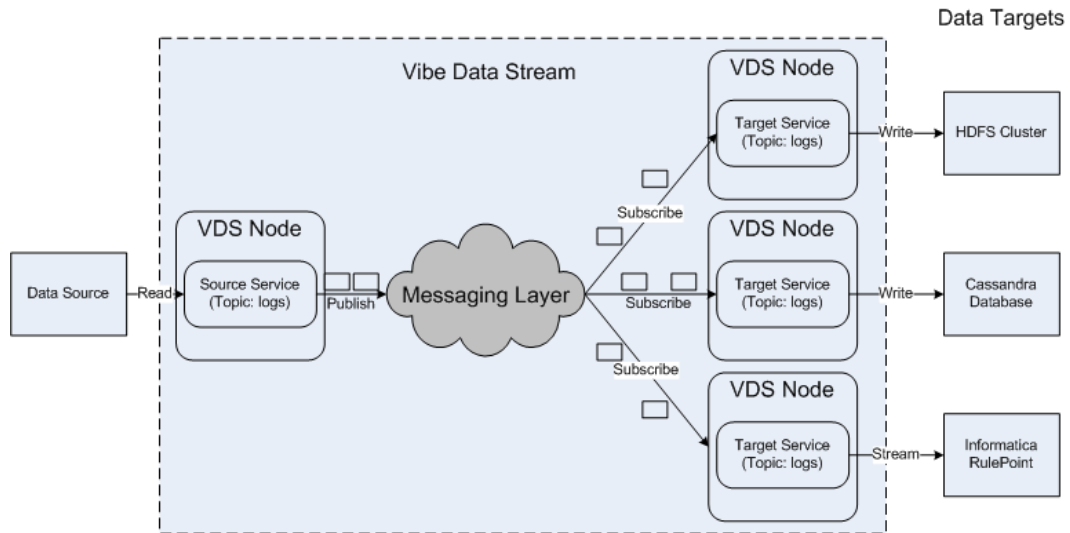 Data Targets
Vibe Data Stream
VDS Node
Target Service
(Topic: logs)
Write
HDFS Cluster
Subscribe
Data Source
Read
VDS Node
Source Service
(Topic: logs)
Publish
Messaging Layer
Subscribe
VDS Node
Target Service
(Topic: logs)
Write
Cassandra
Database
Subscribe
VDS Node
Target Service
(Topic: logs)
Stream
Informatica
RulePoint